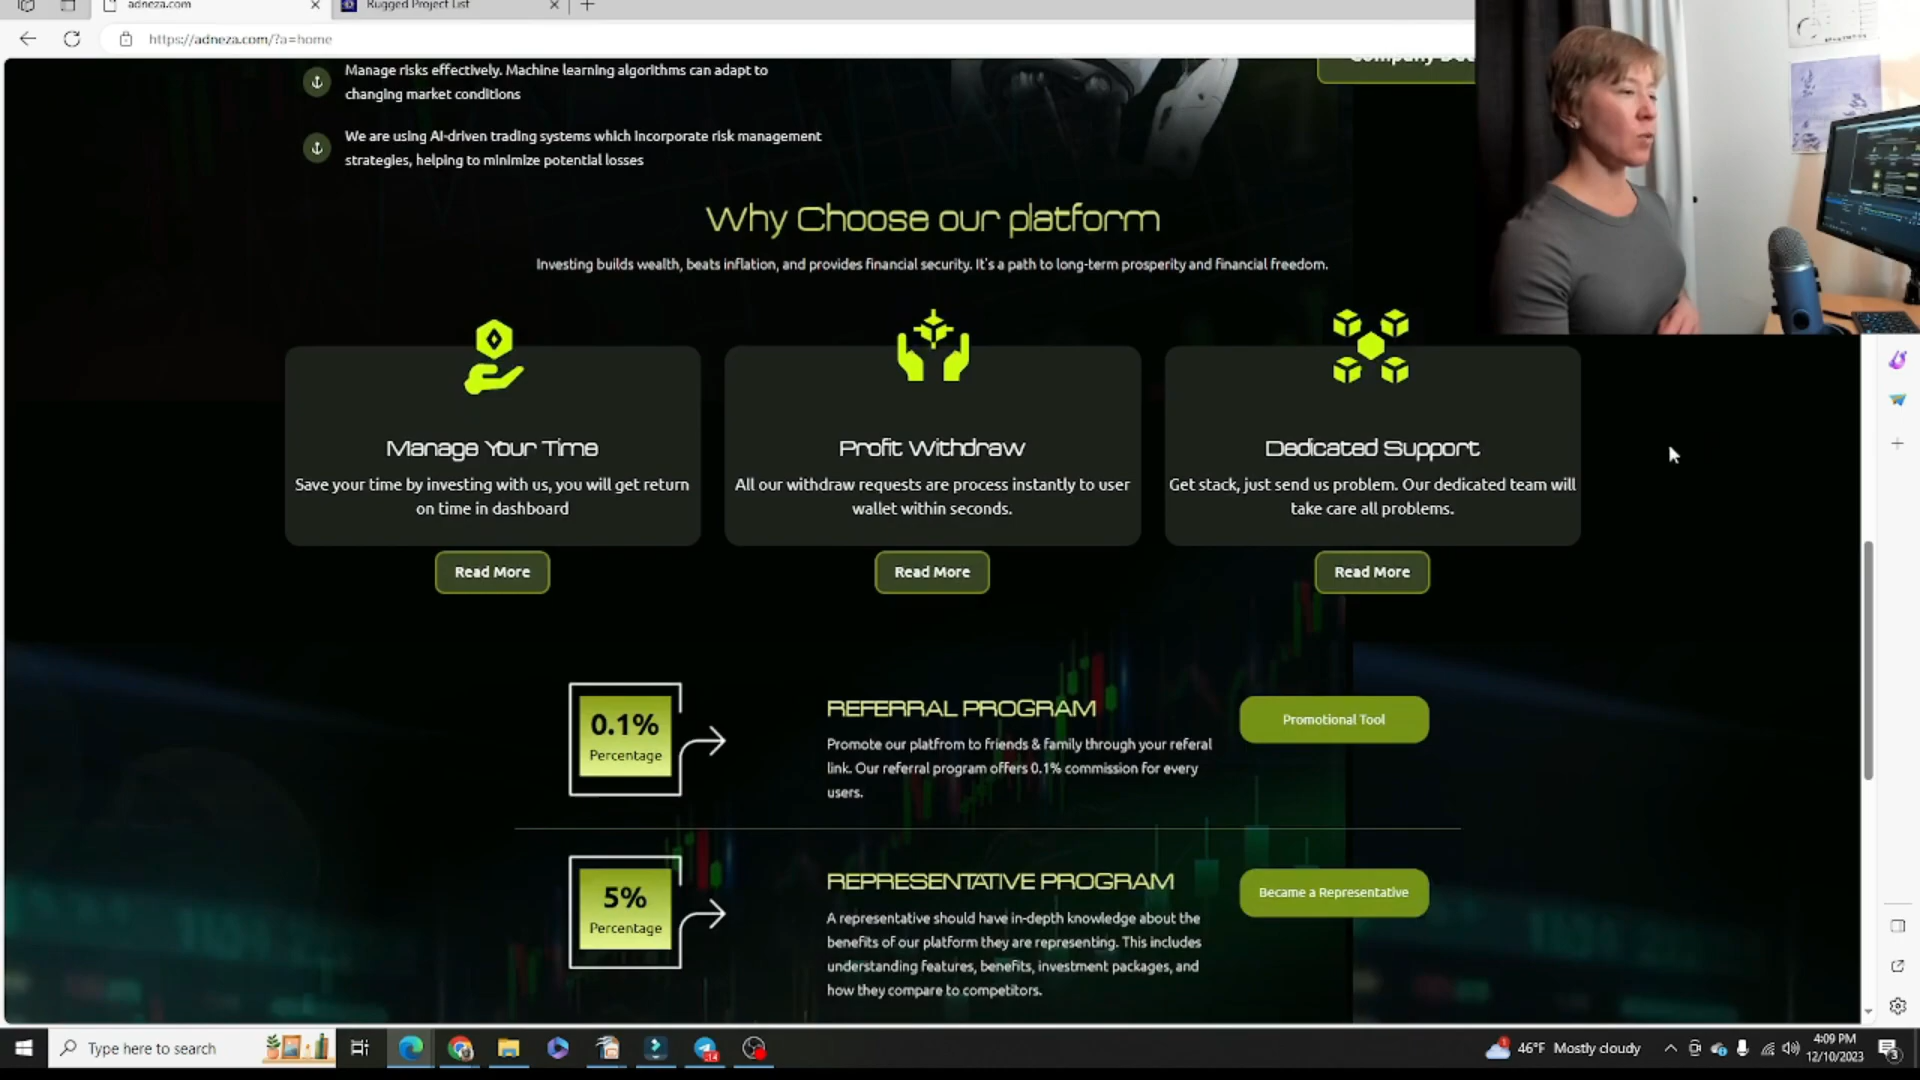 adneza.com
Rugged Project List
https://adneza.com/?a=home
Manage risks effectively. Machine learning algorithms can adapt to
changing market conditions
We are using AI-driven trading systems which incorporate risk management
strategies, helping to minimize potential losses
Why Choose our platform
Investing builds wealth, beats inflation, and provides financial security. It's a path to long-term prosperity and financial freedom.
Manage Your Time
Save your time by investing with us, you will get return
on time in dashboard
Read More
Profit Withdraw
All our withdraw requests are process instantly to user
wallet within seconds.
Read More
Dedicated Support
Get stack, just send us problem. Our dedicated team will
take care all problems.
Read More
0.1%
Percentage
REFERRAL PROGRAM
Promote our platfrom to friends & family through your referal
link. Our referral program offers 0.1% commission for every
users.
Promotional Tool
5%
Percentage
REPRESENTATIVE PROGRAM
A representative should have in-depth knowledge about the
benefits of our platform they are representing. This includes
understanding features, benefits, investment packages, and
how they compare to competitors.
Became a Representative
Type here to search
14
46°F Mostly cloudy
4:09 PM
12/10/2023
3